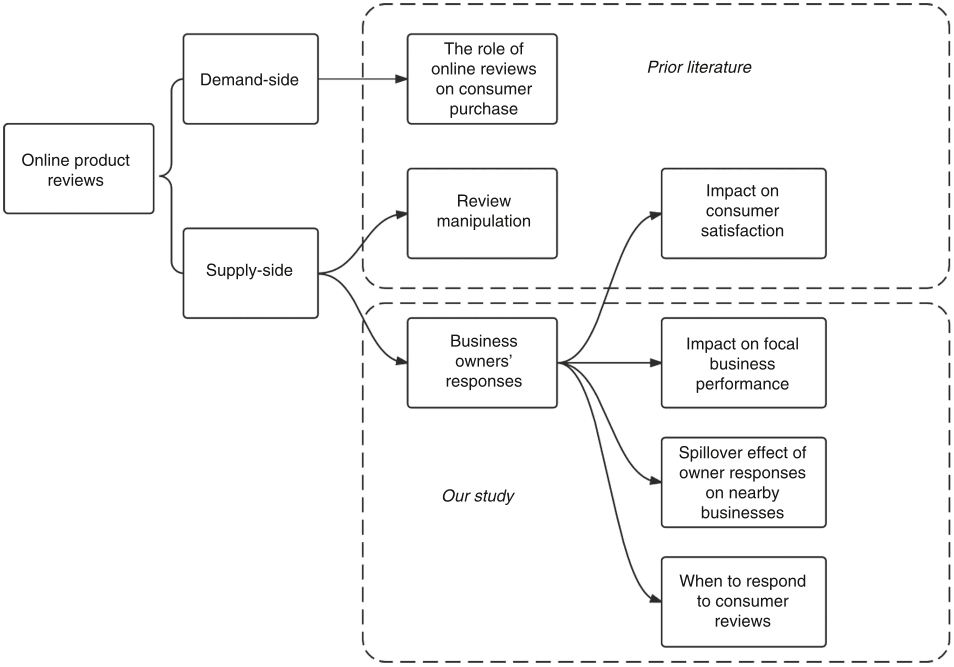 Online product
reviews
Demand-side
Supply-side
The role of
online reviews
on consumer
purchase
Prior literature
Review
manipulation
Impact on
consumer
satisfaction
Business
owners’
responses
Impact on focal
business
performance
Our study
Spillover effect of
owner responses
on nearby
businesses
When to respond
to consumer
reviews